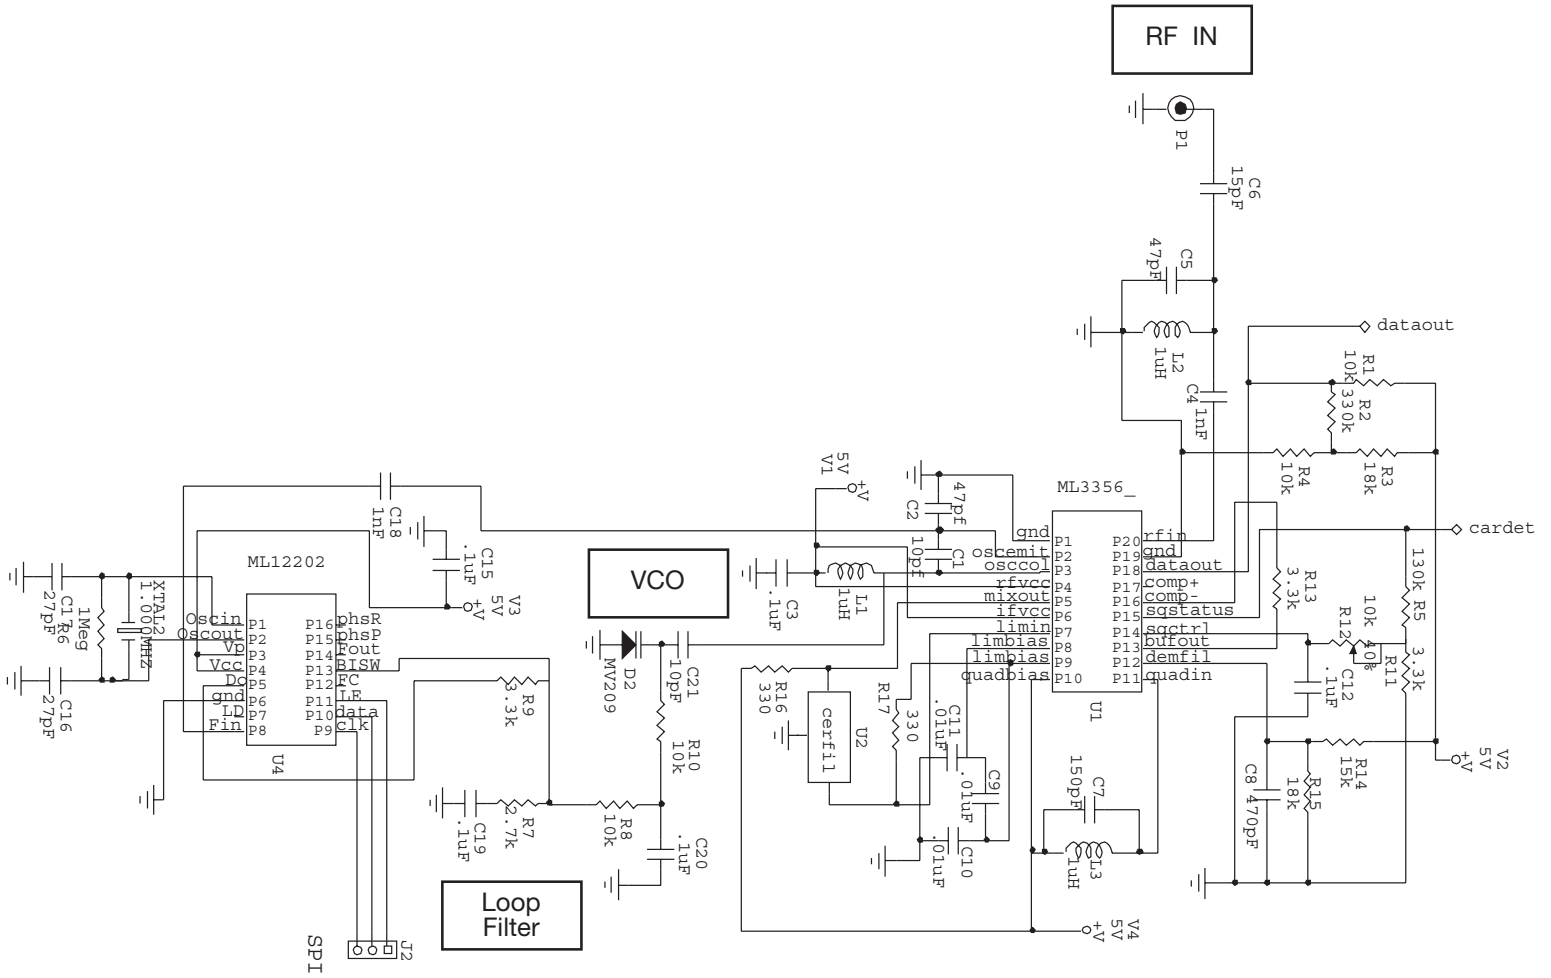 RF IN
P1
C6
15pF
C5
47pF
L2
1uH
C4
1nF
dataout
R1
10k
R2
330k
R3
18k
R4
10k
cardet
V1
5V
+V
C2
47pf
C1
10pf
C3
.1uF
L1
1uH
ML3356_
gnd
oscemit
osccol
rfvcc
mixout
ifvcc
limin
limbias
limbias
quadbias
P1
P2
P3
P4
P5
P6
P7
P8
P9
P10
P20
P19
P18
P17
P16
P15
P14
P13
P12
P11
rfin
gnd
dataout
comp+
comp-
sqstatus
sqctrl
bufout
demfil
quadin
U1
R13
3.3k
R5
130k
R12
10k
40%
R11
3.3k
C12
.1uF
R14
15k
R15
18k
C8
470pF
V2
5V
+V
C18
1nF
C15
.1uF
V3
5V
+V
ML12202
Oscin
Oscout
Vp
Vcc
Do
gnd
LD
Fin
P1
P2
P3
P4
P5
P6
P7
P8
P16
P15
P14
P13
P12
P11
P10
P9
phsR
phsP
Fout
BISW
FC
LE
data
clk
U4
XTAL2
1.000MHZ
R6
1Meg
C17
27pF
C16
27pF
VCO
D2
MV209
C21
10pF
R9
3.3k
R10
10k
R8
10k
R7
2.7k
C19
.1uF
C20
.1uF
Loop
Filter
R16
330
U2
cerfil
R17
330
C11
.01uF
C9
.01uF
C10
.01uF
C7
150pF
L3
1uH
V4
5V
+V
J2
SPI